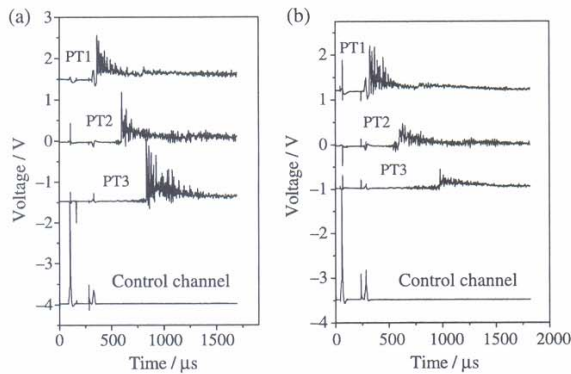 (a)
3
2
1
0
−1
−2
−3
−4
Voltage / V
PT1
PT2
PT3
Control channel
0
500
1000
1500
Time / μs
(b)
3
2
1
0
−1
−2
−3
−4
Voltage / V
PT1
PT2
PT3
Control channel
0
500
1000
1500
2000
Time / μs